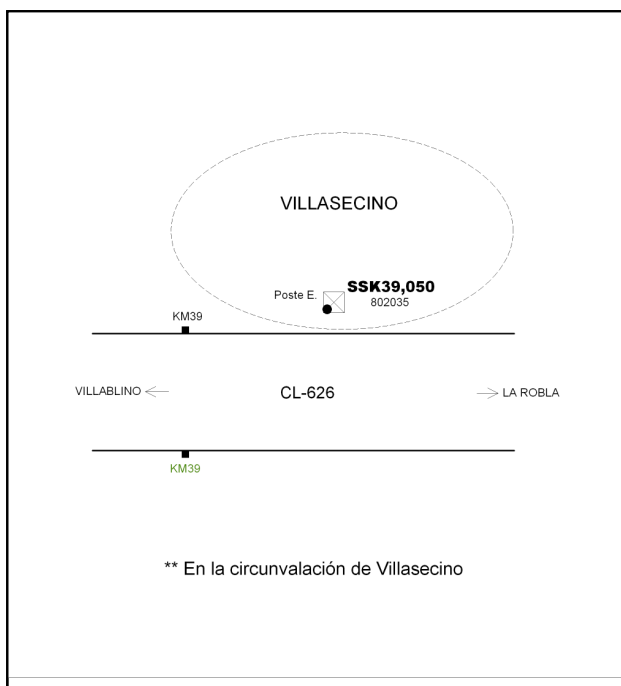 VILLASECINO
Poste E.
SSK39,050
802035
KM39
VILLABLINO
CL-626
LA ROBLA
KM39
** En la circunvalación de Villasecino